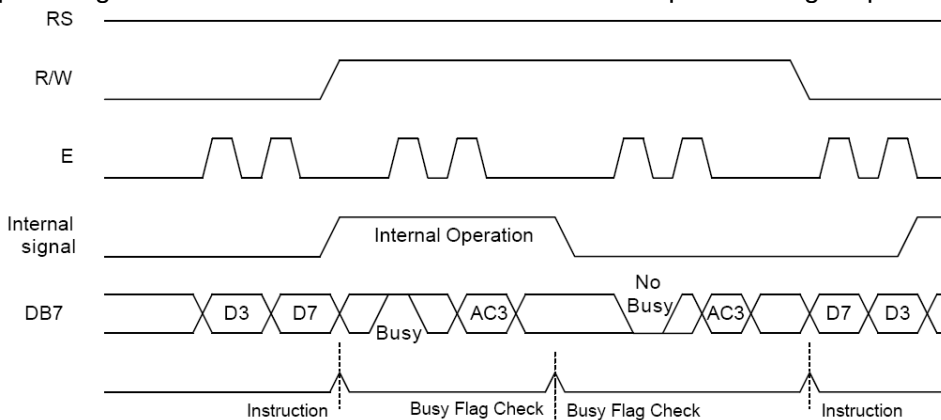 RS
R/W
E
Internal
signal
Internal Operation
DB7
D3
D7
Busy
AC3
No
Busy
AC3
D7
D3
Instruction
Busy Flag Check
Busy Flag Check
Instruction